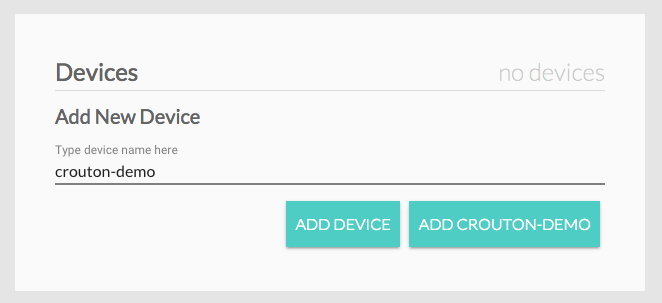 Devices no devices
Add New Device
Type device name here
crouton-demo
ADD DEVICE ADD CROUTON-DEMO